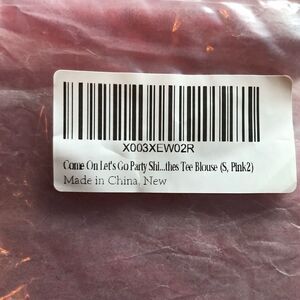 X003XEW02R
Come On Let's Go Party Shi...thes Tee Blouse (S, Pink2)
Made in China, New